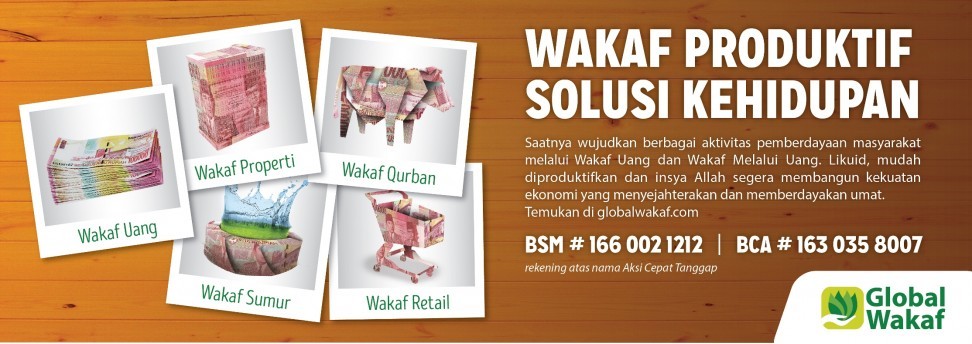 WAKAF PRODUKTIF
SOLUSI KEHIDUPAN
Saatnya wujudkan berbagai aktivitas pemberdayaan masyarakat
melalui Wakaf Uang dan Wakaf Melalui Uang. Likuid, mudah
diproduktifkan dan insya Allah segera membangun kekuatan
ekonomi yang menyejahterakan dan memberdayakan umat.
Temukan di globalwakaf.com
BSM # 166 002 1212 | BCA # 163 035 8007
rekening atas nama Aksi Cepat Tanggap
Wakaf Uang
Wakaf Properti
Wakaf Qurban
Wakaf Sumur
Wakaf Retail
Global
Wakaf